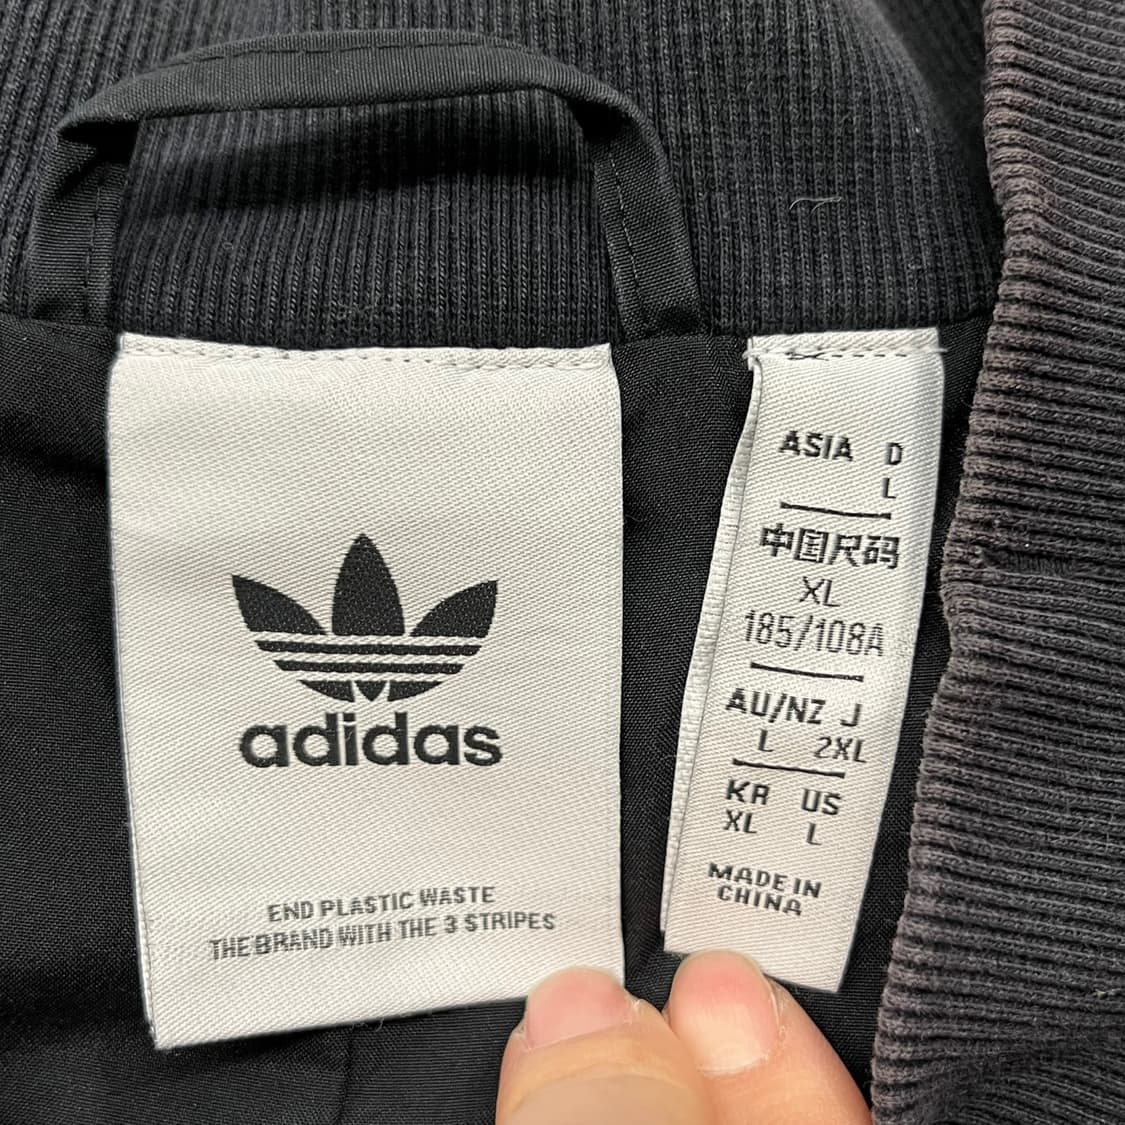 adidas
END PLASTIC WASTE
THE BRAND WITH THE 3 STRIPES
ASIA D
L
中国尺码
XL
185/108A
AU/NZ J
L 2XL
KR US
XL L
MADE IN
CHINA